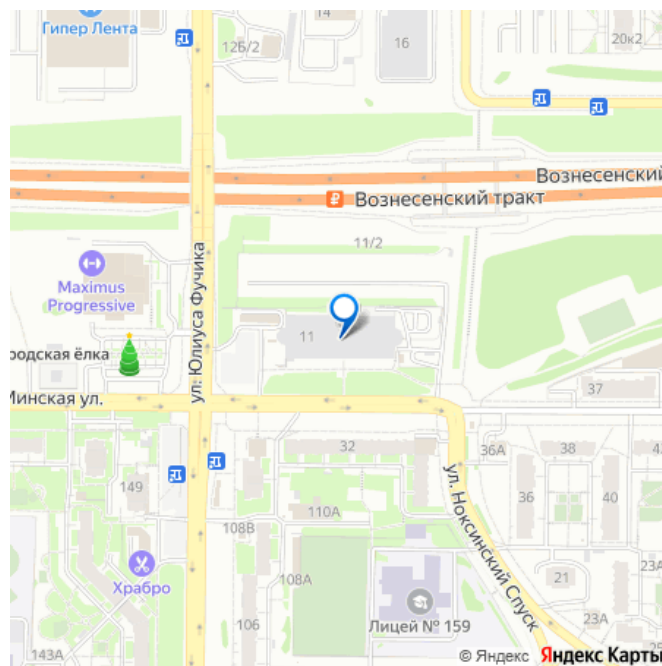 Гипер Лента
14
12Б/2
16
20к2
Вознесенский
Вознесенский тракт
11/2
ул. Юлиуса Фучика
Maximus
Progressive
11
родская ёлка
Минская ул.
37
32
36А
38
149
36
40
ул. Ноксинский Спуск
110А
108В
Храбро
108А
21
23А
106
Лицей № 159
23А
143А
© Яндекс Яндекс Карты